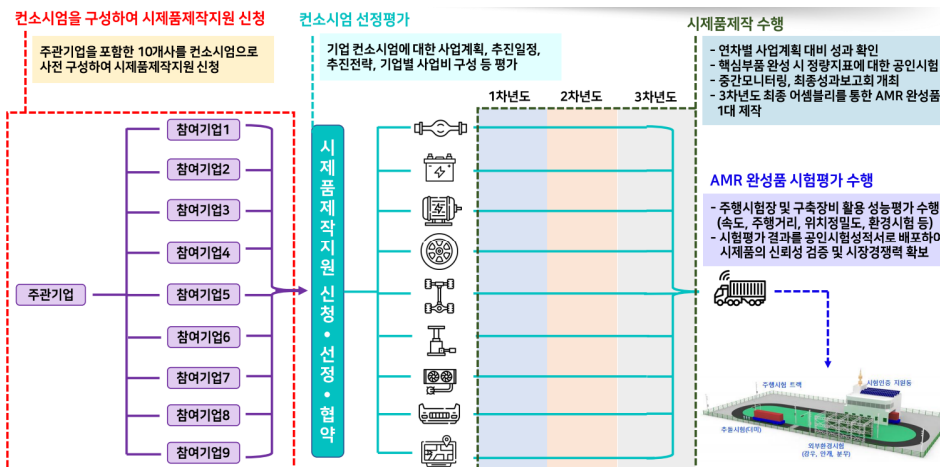 컨소시엄을 구성하여 시제품제작지원 신청
주관기업을 포함한 10개사를 컨소시엄으로
사전 구성하여 시제품제작지원 신청
주관기업
참여기업1
참여기업2
참여기업3
참여기업4
참여기업5
참여기업6
참여기업7
참여기업8
참여기업9
컨소시엄 선정평가
기업 컨소시엄에 대한 사업계획, 추진일정,
추진전략, 기업별 사업비 구성 등 평가
시제품제작지원 신청・선정・협약
1차년도
2차년도
3차년도
시제품제작 수행
- 연차별 사업계획 대비 성과 확인
- 핵심부품 완성 시 정량지표에 대한 공인시험
- 중간모니터링, 최종성과보고회 개최
- 3차년도 최종 어셈블리를 통한 AMR 완성품
1대 제작
AMR 완성품 시험평가 수행
- 주행시험장 및 구축장비 활용 성능평가 수행
(속도, 주행거리, 위치정밀도, 환경시험 등)
- 시험평가 결과를 공인시험성적서로 배포하여
시제품의 신뢰성 검증 및 시장경쟁력 확보
주행시험 트랙
시험인증 지원동
충돌시험(더미)
외부환경시험
(강우, 안개, 분무)